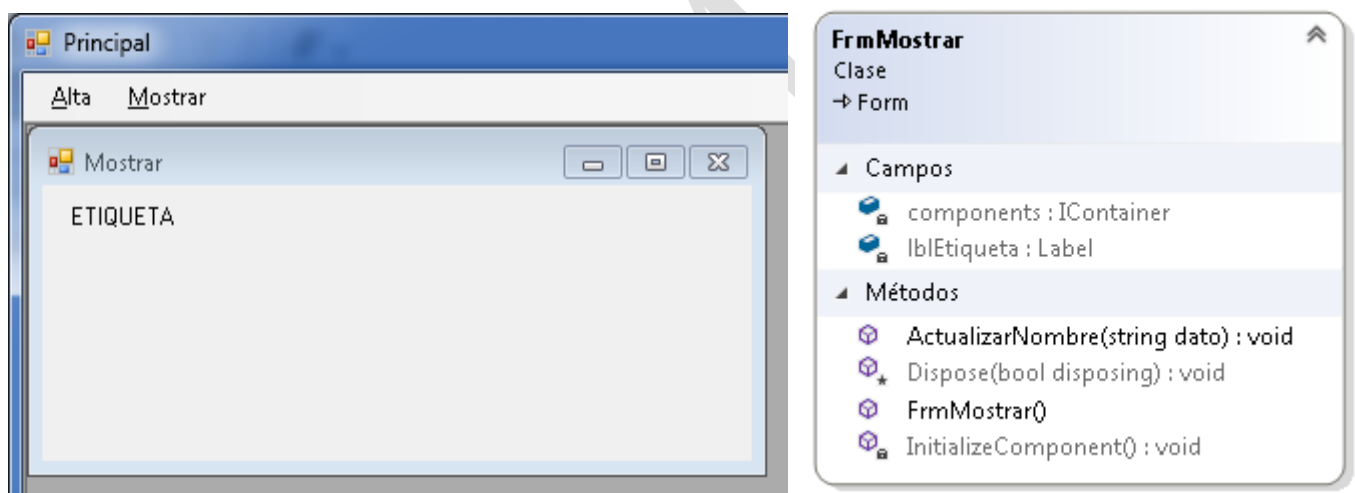 Principal
Alta Mostrar
Mostrar
ETIQUETA
FrmMostrar
Clase
Form
Campos
components : IContainer
lblEtiqueta : Label
Métodos
ActualizarNombre(string dato) : void
Dispose(bool disposing) : void
FrmMostrar()
InitializeComponent() : void